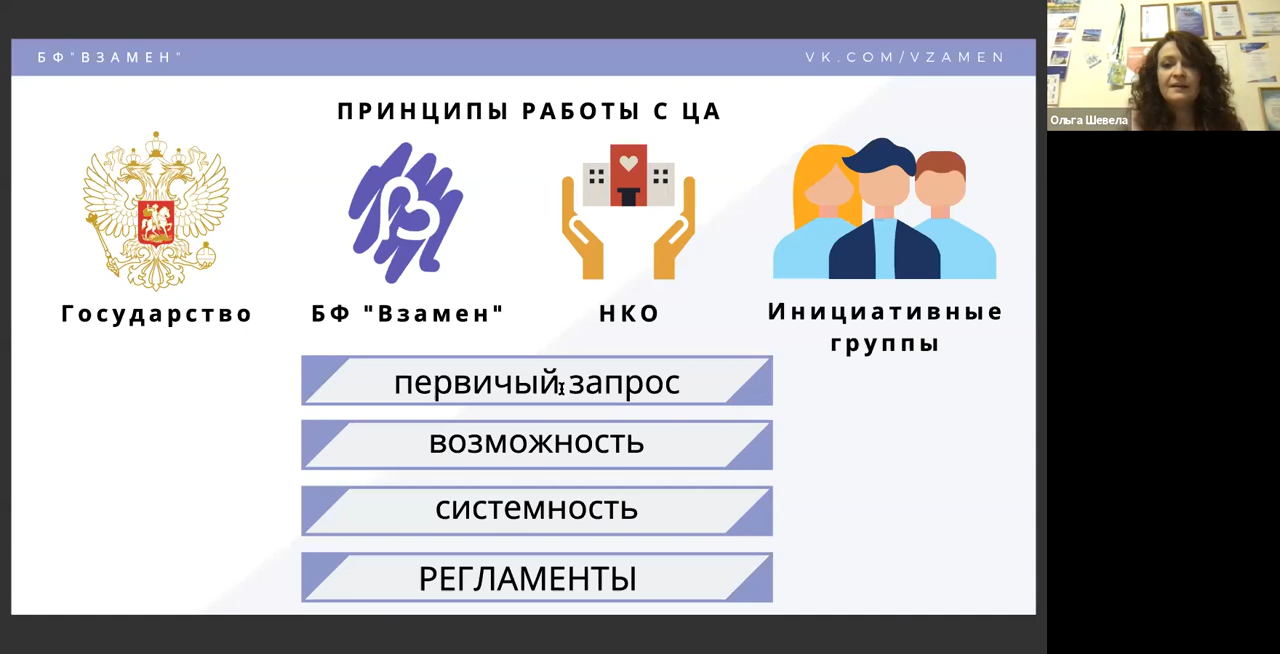 БФ"ВЗАМЕН"
VK.COM/VZAMEN
ПРИНЦИПЫ РАБОТЫ С ЦА
Государство
БФ "Взамен"
НКО
Инициативные
группы
первичый запрос
возможность
системность
РЕГЛАМЕНТЫ
Ольга Шевела